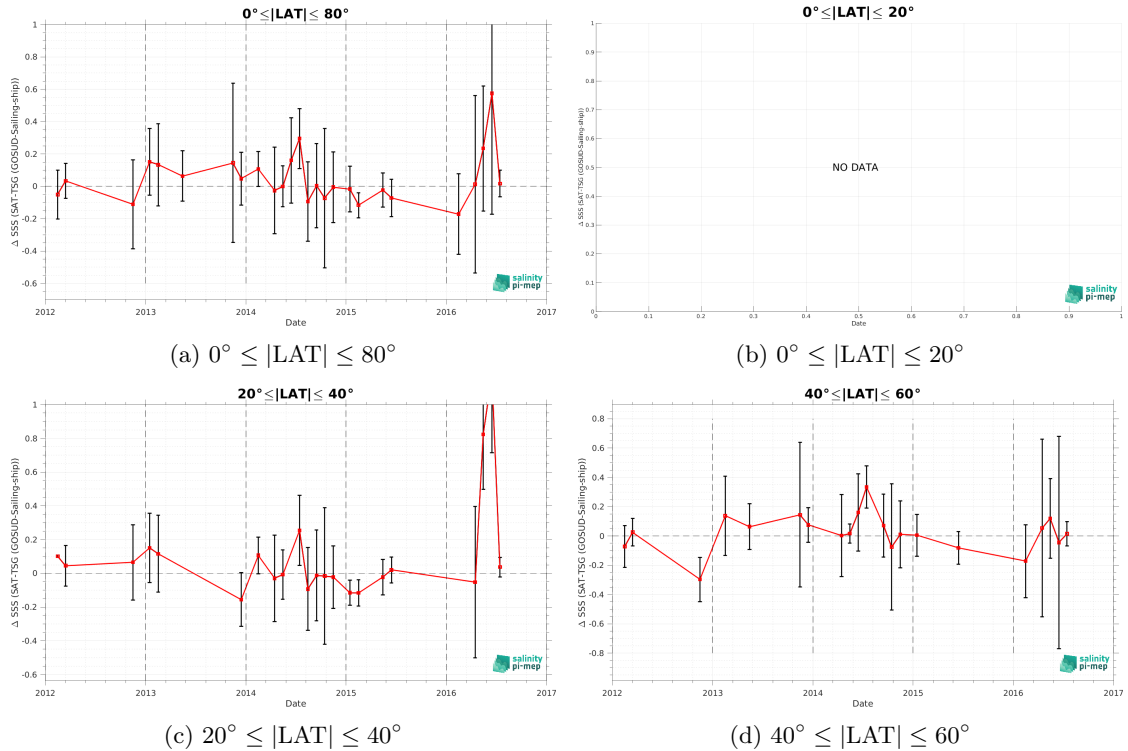 0°≤|LAT|≤ 80°
Δ SSS (SAT-TSG (GOSUD-Sailing-ship))
1
0.8
0.6
0.4
0.2
0
-0.2
-0.4
-0.6
2012 2013 2014 2015 2016 2017
Date
salinity
pi-mep
(a) 0° ≤ |LAT| ≤ 80°
0°≤|LAT|≤ 20°
Δ SSS (SAT-TSG (GOSUD-Sailing-ship))
1
0.9
0.8
0.7
0.6
0.5
0.4
0.3
0.2
0.1
0
NO DATA
0 0.1 0.2 0.3 0.4 0.5 0.6 0.7 0.8 0.9 1
Date
salinity
pi-mep
(b) 0° ≤ |LAT| ≤ 20°
20°≤|LAT|≤ 40°
Δ SSS (SAT-TSG (GOSUD-Sailing-ship))
1
0.8
0.6
0.4
0.2
0
-0.2
-0.4
-0.6
2012 2013 2014 2015 2016 2017
Date
salinity
pi-mep
(c) 20° ≤ |LAT| ≤ 40°
40°≤|LAT|≤ 60°
Δ SSS (SAT-TSG (GOSUD-Sailing-ship))
0.8
0.6
0.4
0.2
0
-0.2
-0.4
-0.6
-0.8
2012 2013 2014 2015 2016 2017
Date
salinity
pi-mep
(d) 40° ≤ |LAT| ≤ 60°